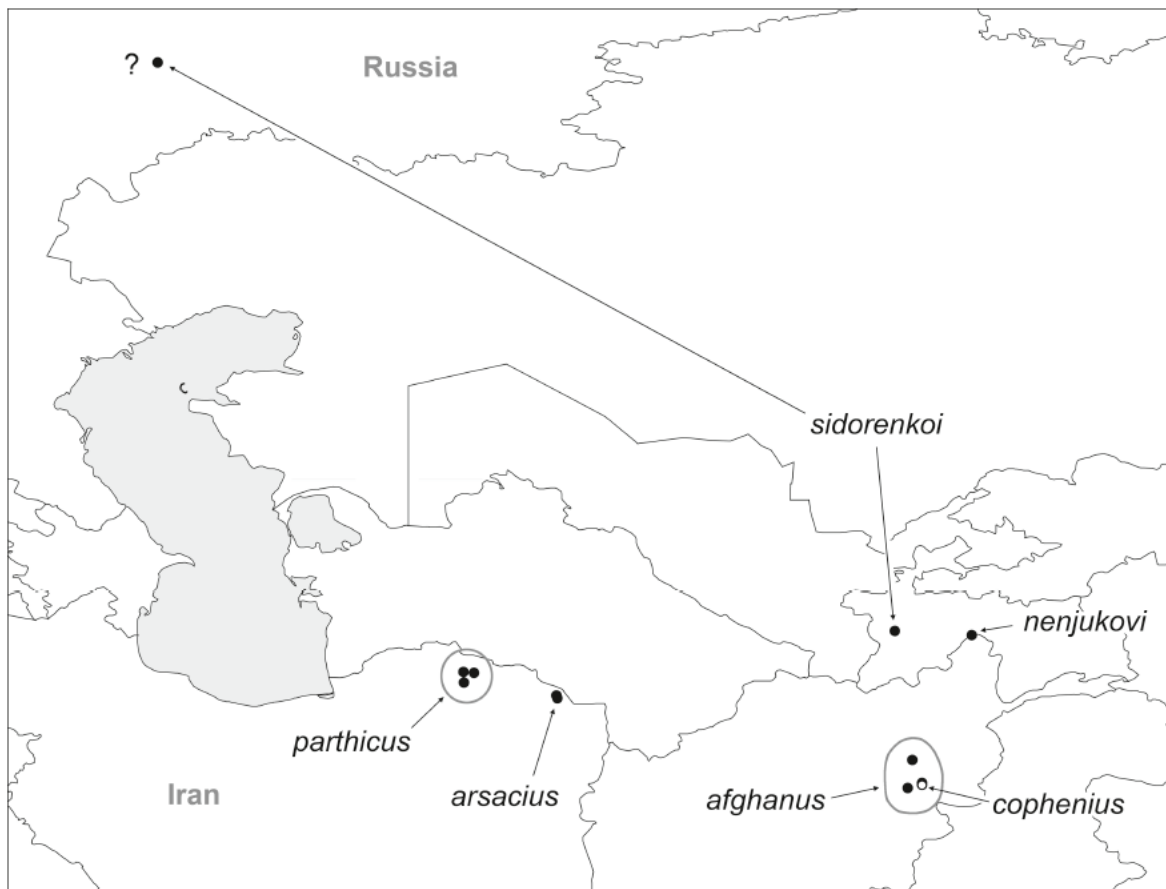 ? Russia
sidorenkoi
nenjukovi
parthicus
Iran arsacius afghanus cophenius